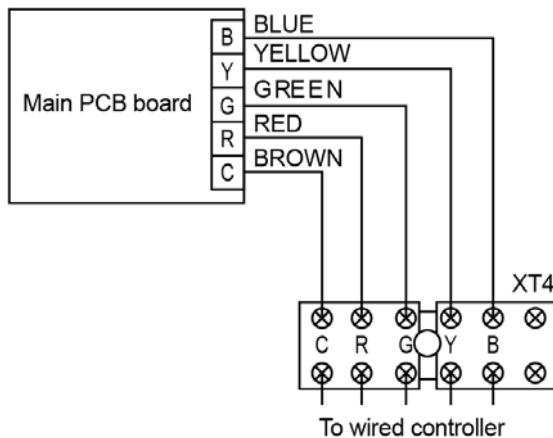 BLUE
B
YELLOW
Y
GREEN
Main PCB board
G
RED
R
BROWN
C
XT4
C R G Y B
To wired controller